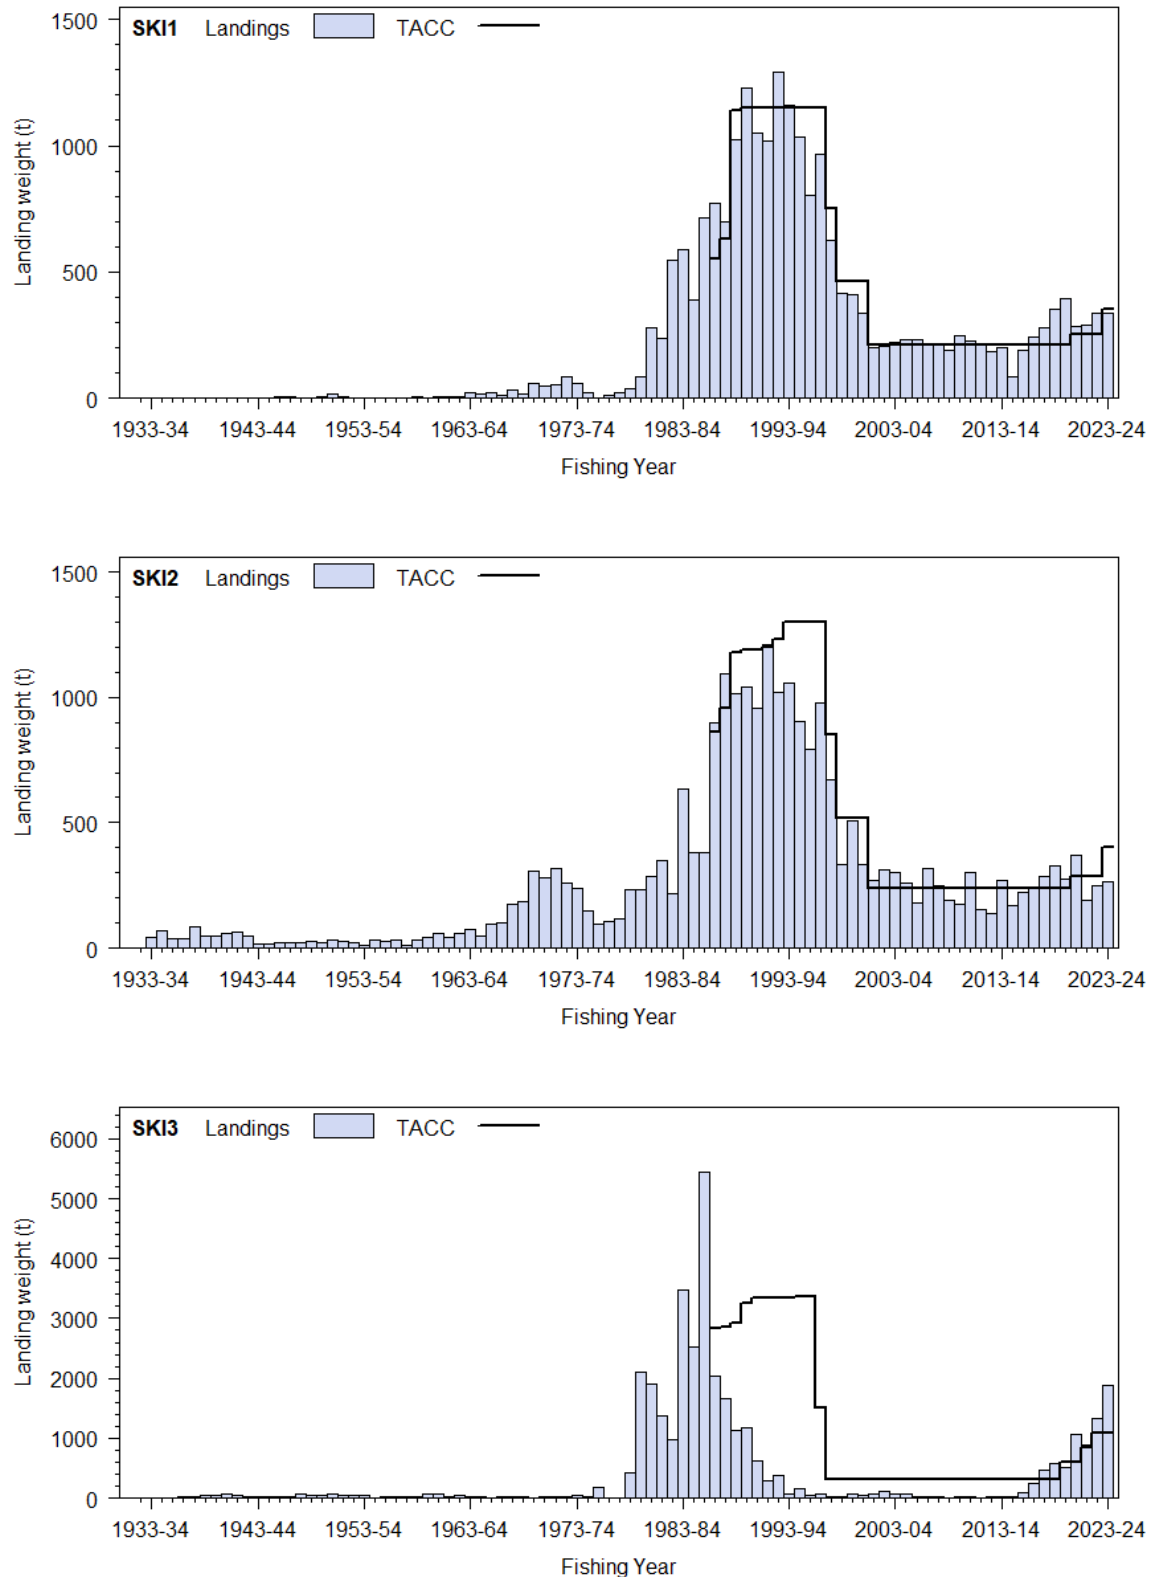 SKI1 Landings TACC
1500
1000
500
0
Landing weight (t)
1933-34 1943-44 1953-54 1963-64 1973-74 1983-84 1993-94 2003-04 2013-14 2023-24
Fishing Year
SKI2 Landings TACC
1500
1000
500
0
Landing weight (t)
1933-34 1943-44 1953-54 1963-64 1973-74 1983-84 1993-94 2003-04 2013-14 2023-24
Fishing Year
SKI3 Landings TACC
6000
5000
4000
3000
2000
1000
0
Landing weight (t)
1933-34 1943-44 1953-54 1963-64 1973-74 1983-84 1993-94 2003-04 2013-14 2023-24
Fishing Year